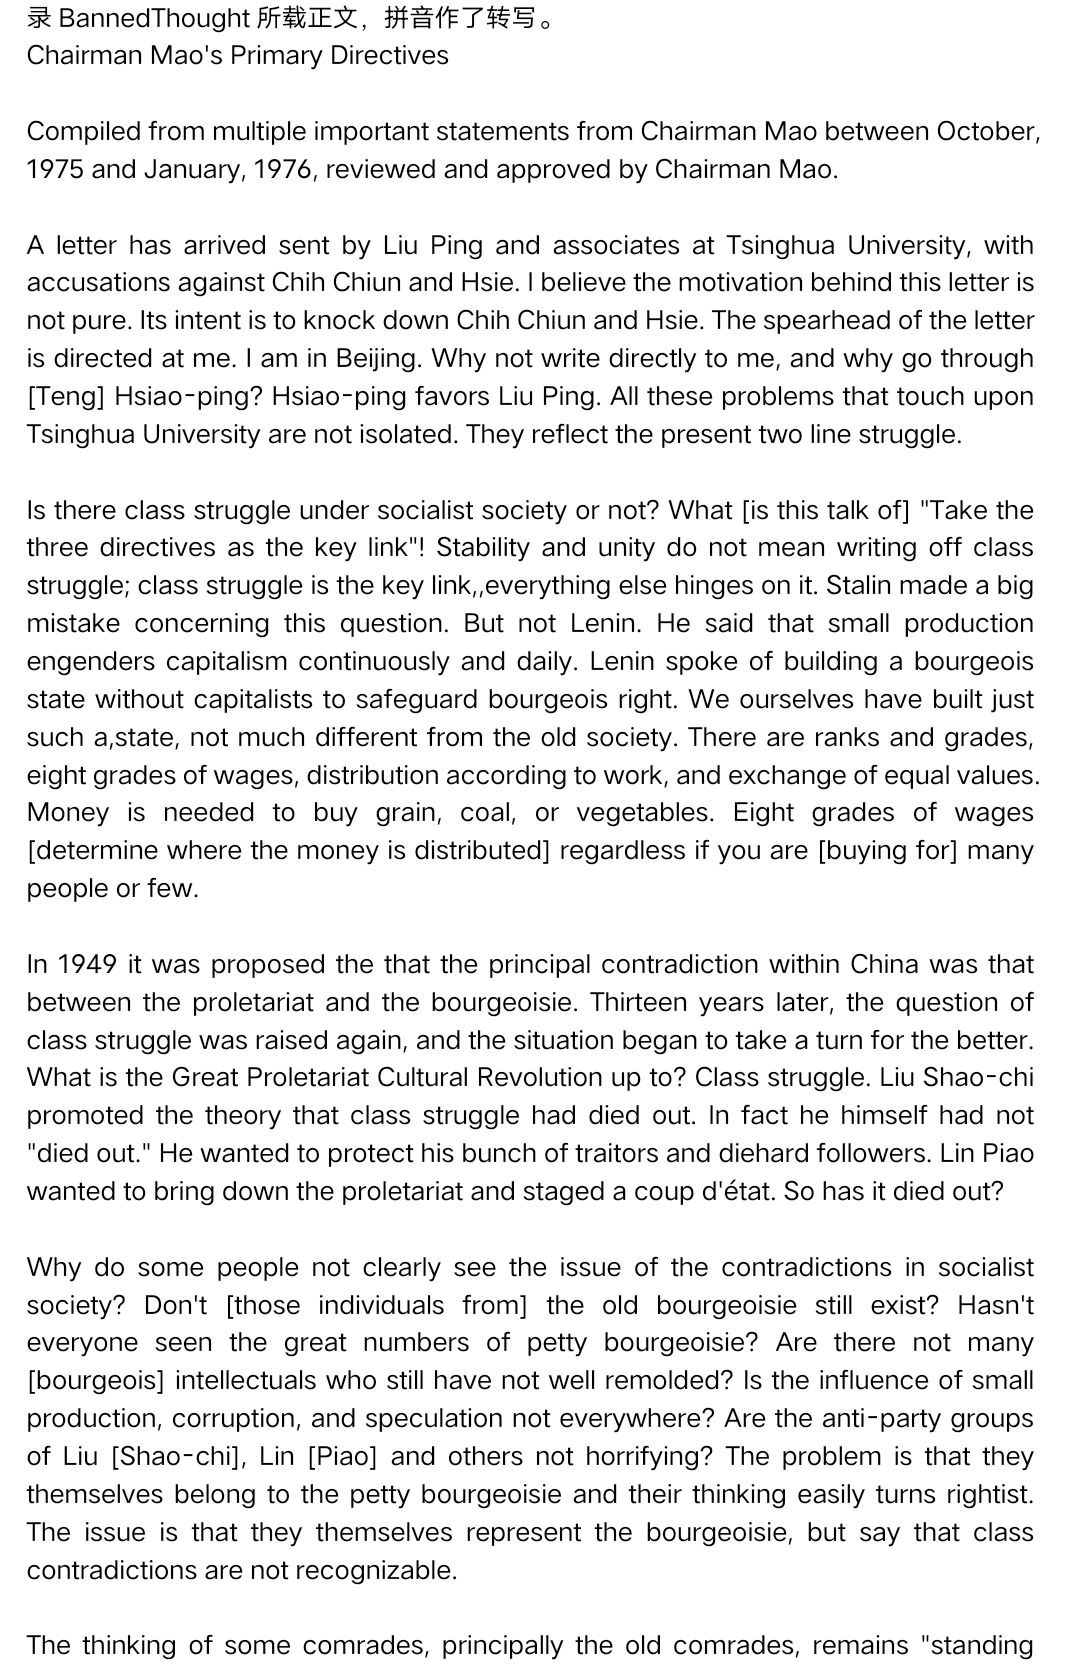 录 BannedThought 所载正文，拼音作了转写。
Chairman Mao's Primary Directives
Compiled from multiple important statements from Chairman Mao between October,
1975 and January, 1976, reviewed and approved by Chairman Mao.
A letter has arrived sent by Liu Ping and associates at Tsinghua University, with
accusations against Chih Chiun and Hsie. I believe the motivation behind this letter is
not pure. Its intent is to knock down Chih Chiun and Hsie. The spearhead of the letter
is directed at me. I am in Beijing. Why not write directly to me, and why go through
[Teng] Hsiao-ping? Hsiao-ping favors Liu Ping. All these problems that touch upon
Tsinghua University are not isolated. They reflect the present two line struggle.
Is there class struggle under socialist society or not? What [is this talk of] "Take the
three directives as the key link"! Stability and unity do not mean writing off class
struggle; class struggle is the key link,,everything else hinges on it. Stalin made a big
mistake concerning this question. But not Lenin. He said that small production
engenders capitalism continuously and daily. Lenin spoke of building a bourgeois
state without capitalists to safeguard bourgeois right. We ourselves have built just
such a,state, not much different from the old society. There are ranks and grades,
eight grades of wages, distribution according to work, and exchange of equal values.
Money is needed to buy grain, coal, or vegetables. Eight grades of wages
[determine where the money is distributed] regardless if you are [buying for] many
people or few.
In 1949 it was proposed the that the principal contradiction within China was that
between the proletariat and the bourgeoisie. Thirteen years later, the question of
class struggle was raised again, and the situation began to take a turn for the better.
What is the Great Proletariat Cultural Revolution up to? Class struggle. Liu Shao-chi
promoted the theory that class struggle had died out. In fact he himself had not
"died out." He wanted to protect his bunch of traitors and diehard followers. Lin Piao
wanted to bring down the proletariat and staged a coup d'état. So has it died out?
Why do some people not clearly see the issue of the contradictions in socialist
society? Don't [those individuals from] the old bourgeoisie still exist? Hasn't
everyone seen the great numbers of petty bourgeoisie? Are there not many
[bourgeois] intellectuals who still have not well remolded? Is the influence of small
production, corruption, and speculation not everywhere? Are the anti-party groups
of Liu [Shao-chi], Lin [Piao] and others not horrifying? The problem is that they
themselves belong to the petty bourgeoisie and their thinking easily turns rightist.
The issue is that they themselves represent the bourgeoisie, but say that class
contradictions are not recognizable.
The thinking of some comrades, principally the old comrades, remains "standing